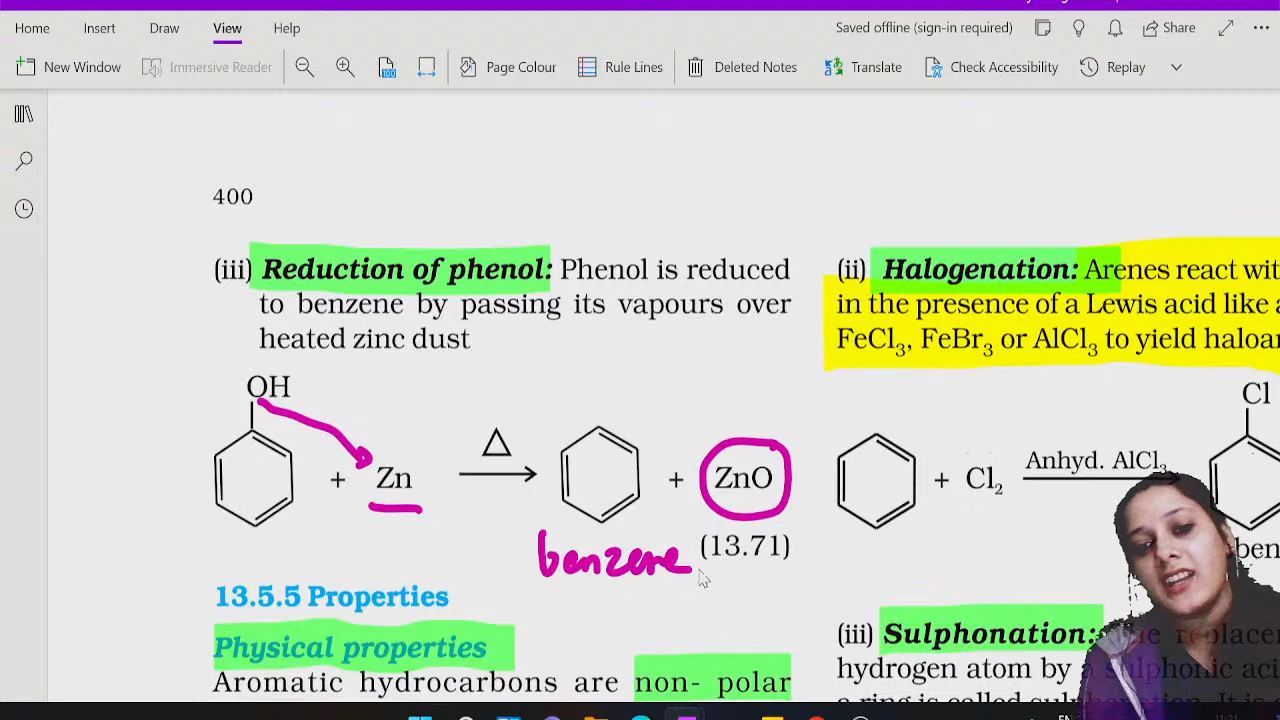 Home Insert Draw View Help
Saved offline (sign-in required) Share
New Window Immersive Reader Page Colour Rule Lines Deleted Notes Translate Check Accessibility Replay
400
(iii) Reduction of phenol: Phenol is reduced
to benzene by passing its vapours over
heated zinc dust
OH
+ Zn △ → + ZnO
benzene (13.71)
13.5.5 Properties
Physical properties
Aromatic hydrocarbons are non- polar
(ii) Halogenation: Arenes react
in the presence of a Lewis acid like
FeCl₃, FeBr₃ or AlCl₃ to yield
Cl
+ Cl₂ Anhyd. AlCl₃
(iii) Sulphonation:
hydrogen atom by a sulphonic
a ring is called